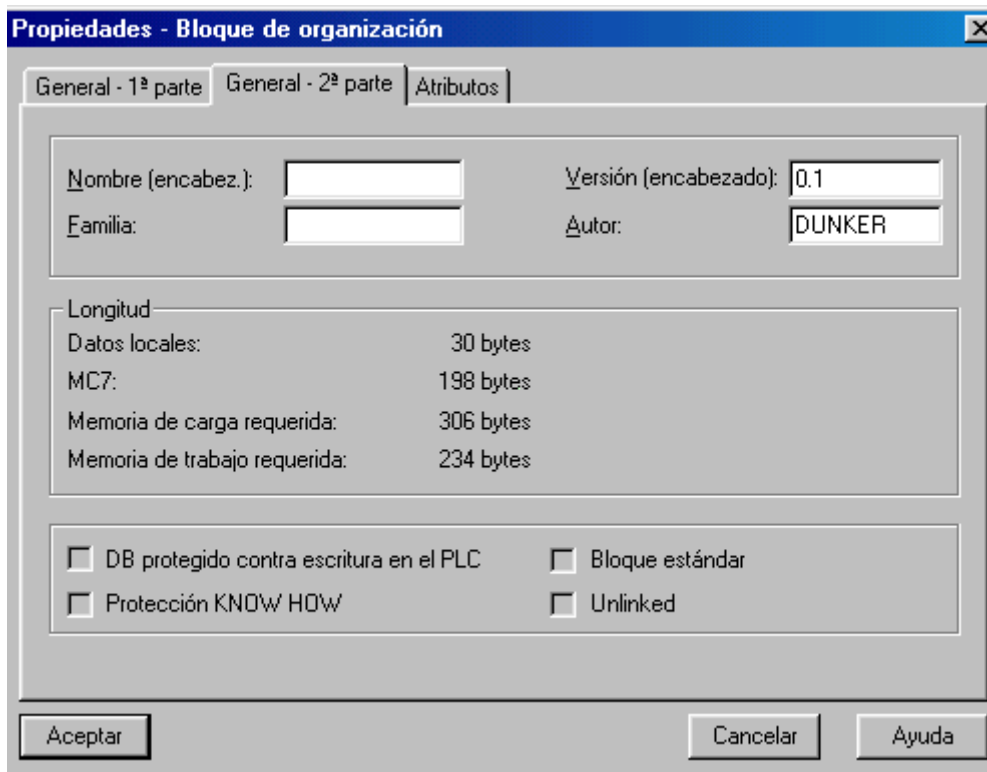 Propiedades - Bloque de organización
General - 1ª parte General - 2ª parte Atributos
Nombre (encabez.): Versión (encabezado): 0.1
Familia: Autor: DUNKER
Longitud
Datos locales: 30 bytes
MC7: 198 bytes
Memoria de carga requerida: 306 bytes
Memoria de trabajo requerida: 234 bytes
DB protegido contra escritura en el PLC Bloque estándar
Protección KNOW HOW Unlinked
Aceptar Cancelar Ayuda